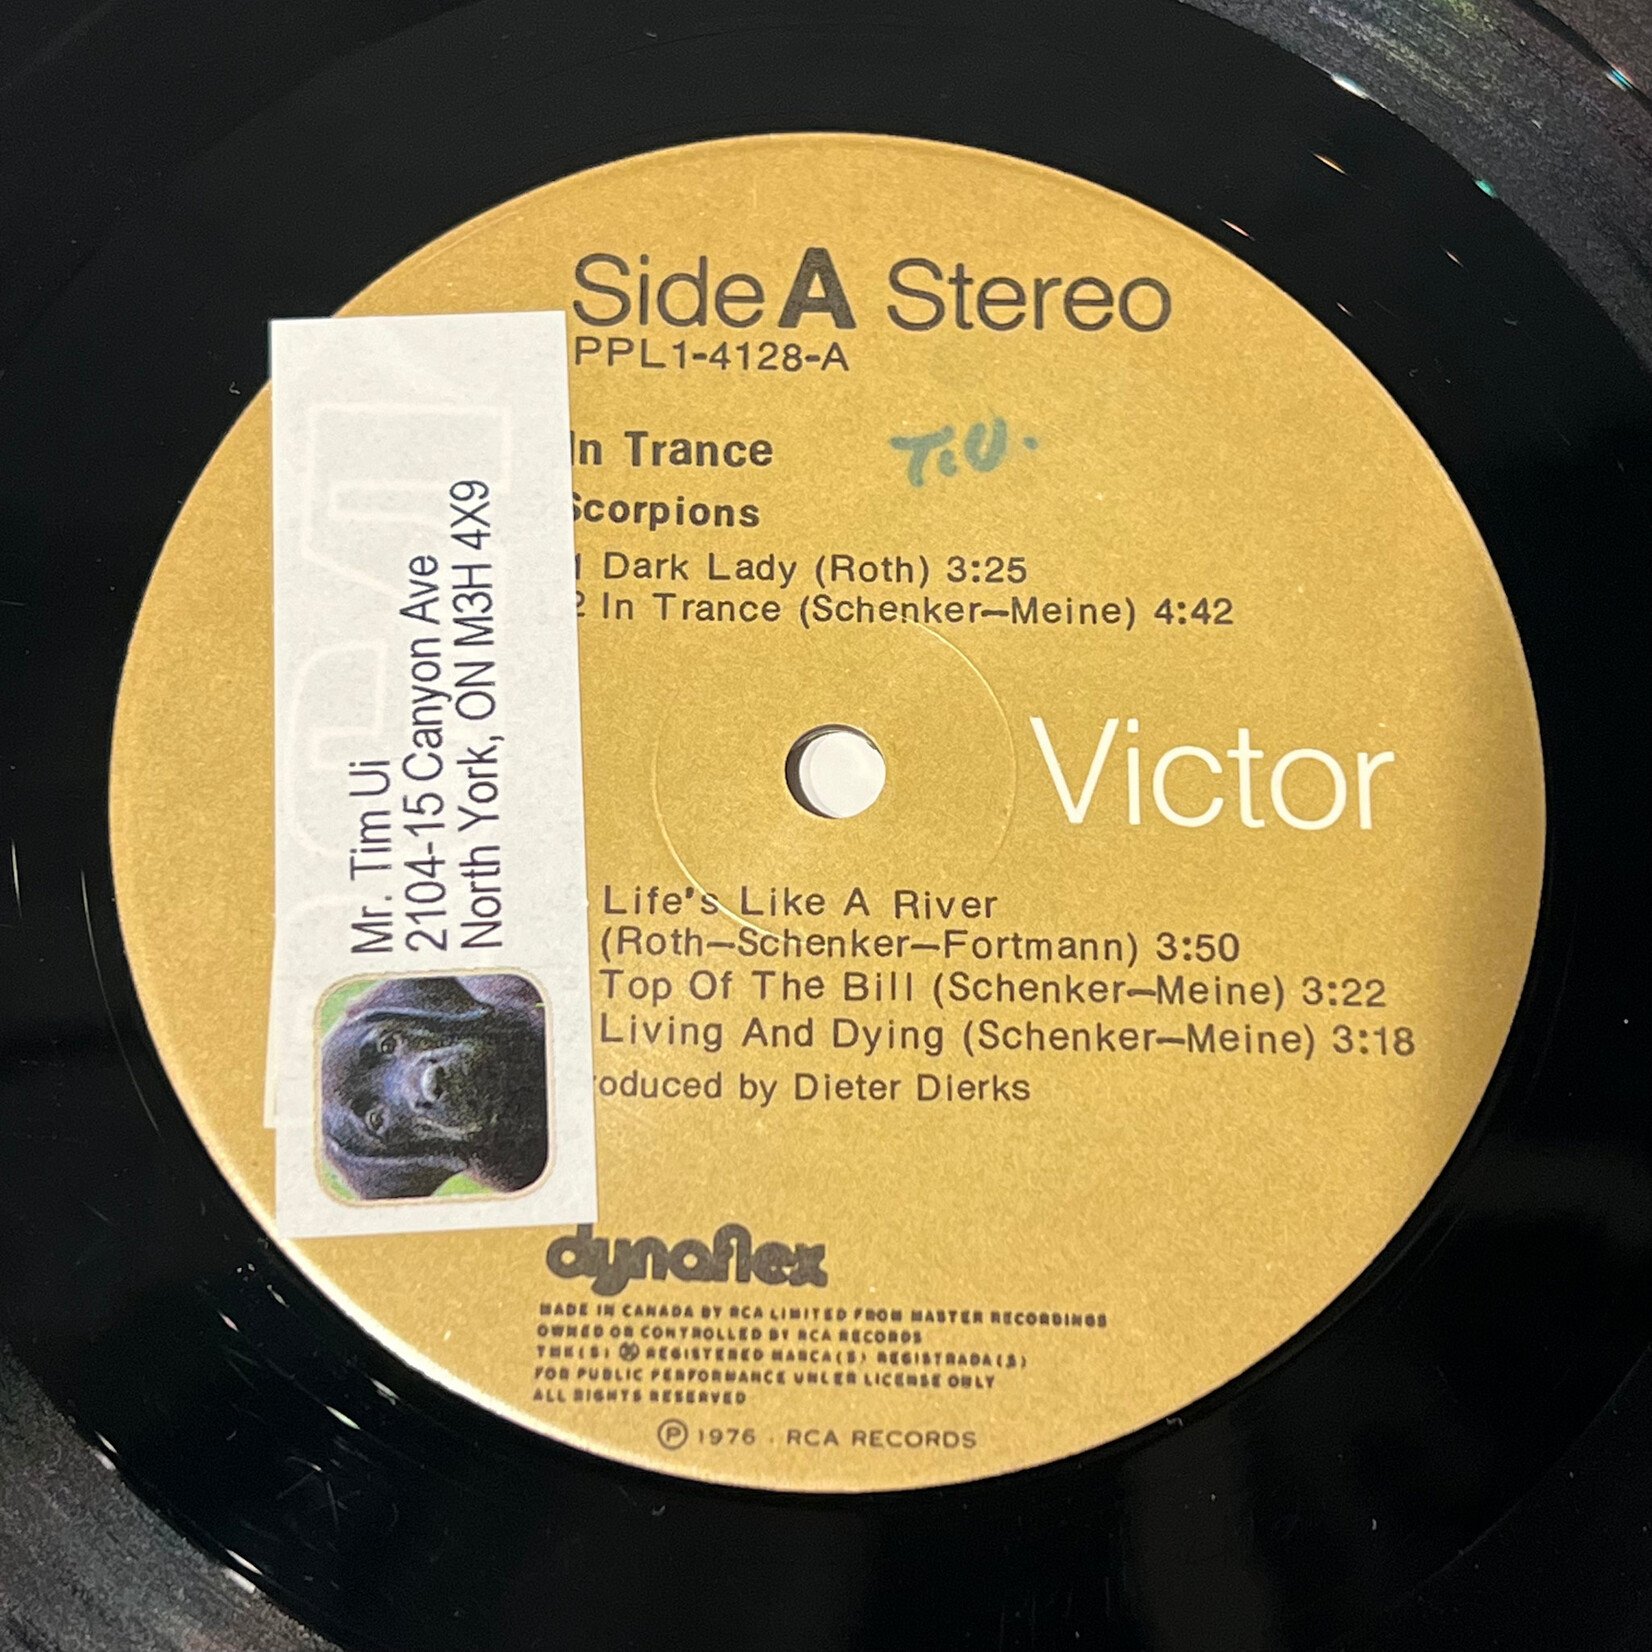 Side A Stereo
PPL1-4128-A
In Trance
T.U.
Scorpions
1 Dark Lady (Roth) 3:25
2 In Trance (Schenker—Meine) 4:42
Victor
Life's Like A River
(Roth—Schenker—Fortmann) 3:50
Top Of The Bill (Schenker—Meine) 3:22
Living And Dying (Schenker—Meine) 3:18
roduced by Dieter Dierks
dynaflex
MADE IN CANADA BY RCA LIMITED FROM MASTER RECORDINGS
OWNED OR CONTROLLED BY RCA RECORDS
TMK(S) ® REGISTERED MARCA(S) REGISTRADA(S)
FOR PUBLIC PERFORMANCE UNDER LICENSE ONLY
ALL RIGHTS RESERVED
℗ 1976 . RCA RECORDS
Mr. Tim Ui
2104-15 Canyon Ave
North York, ON M3H 4X9